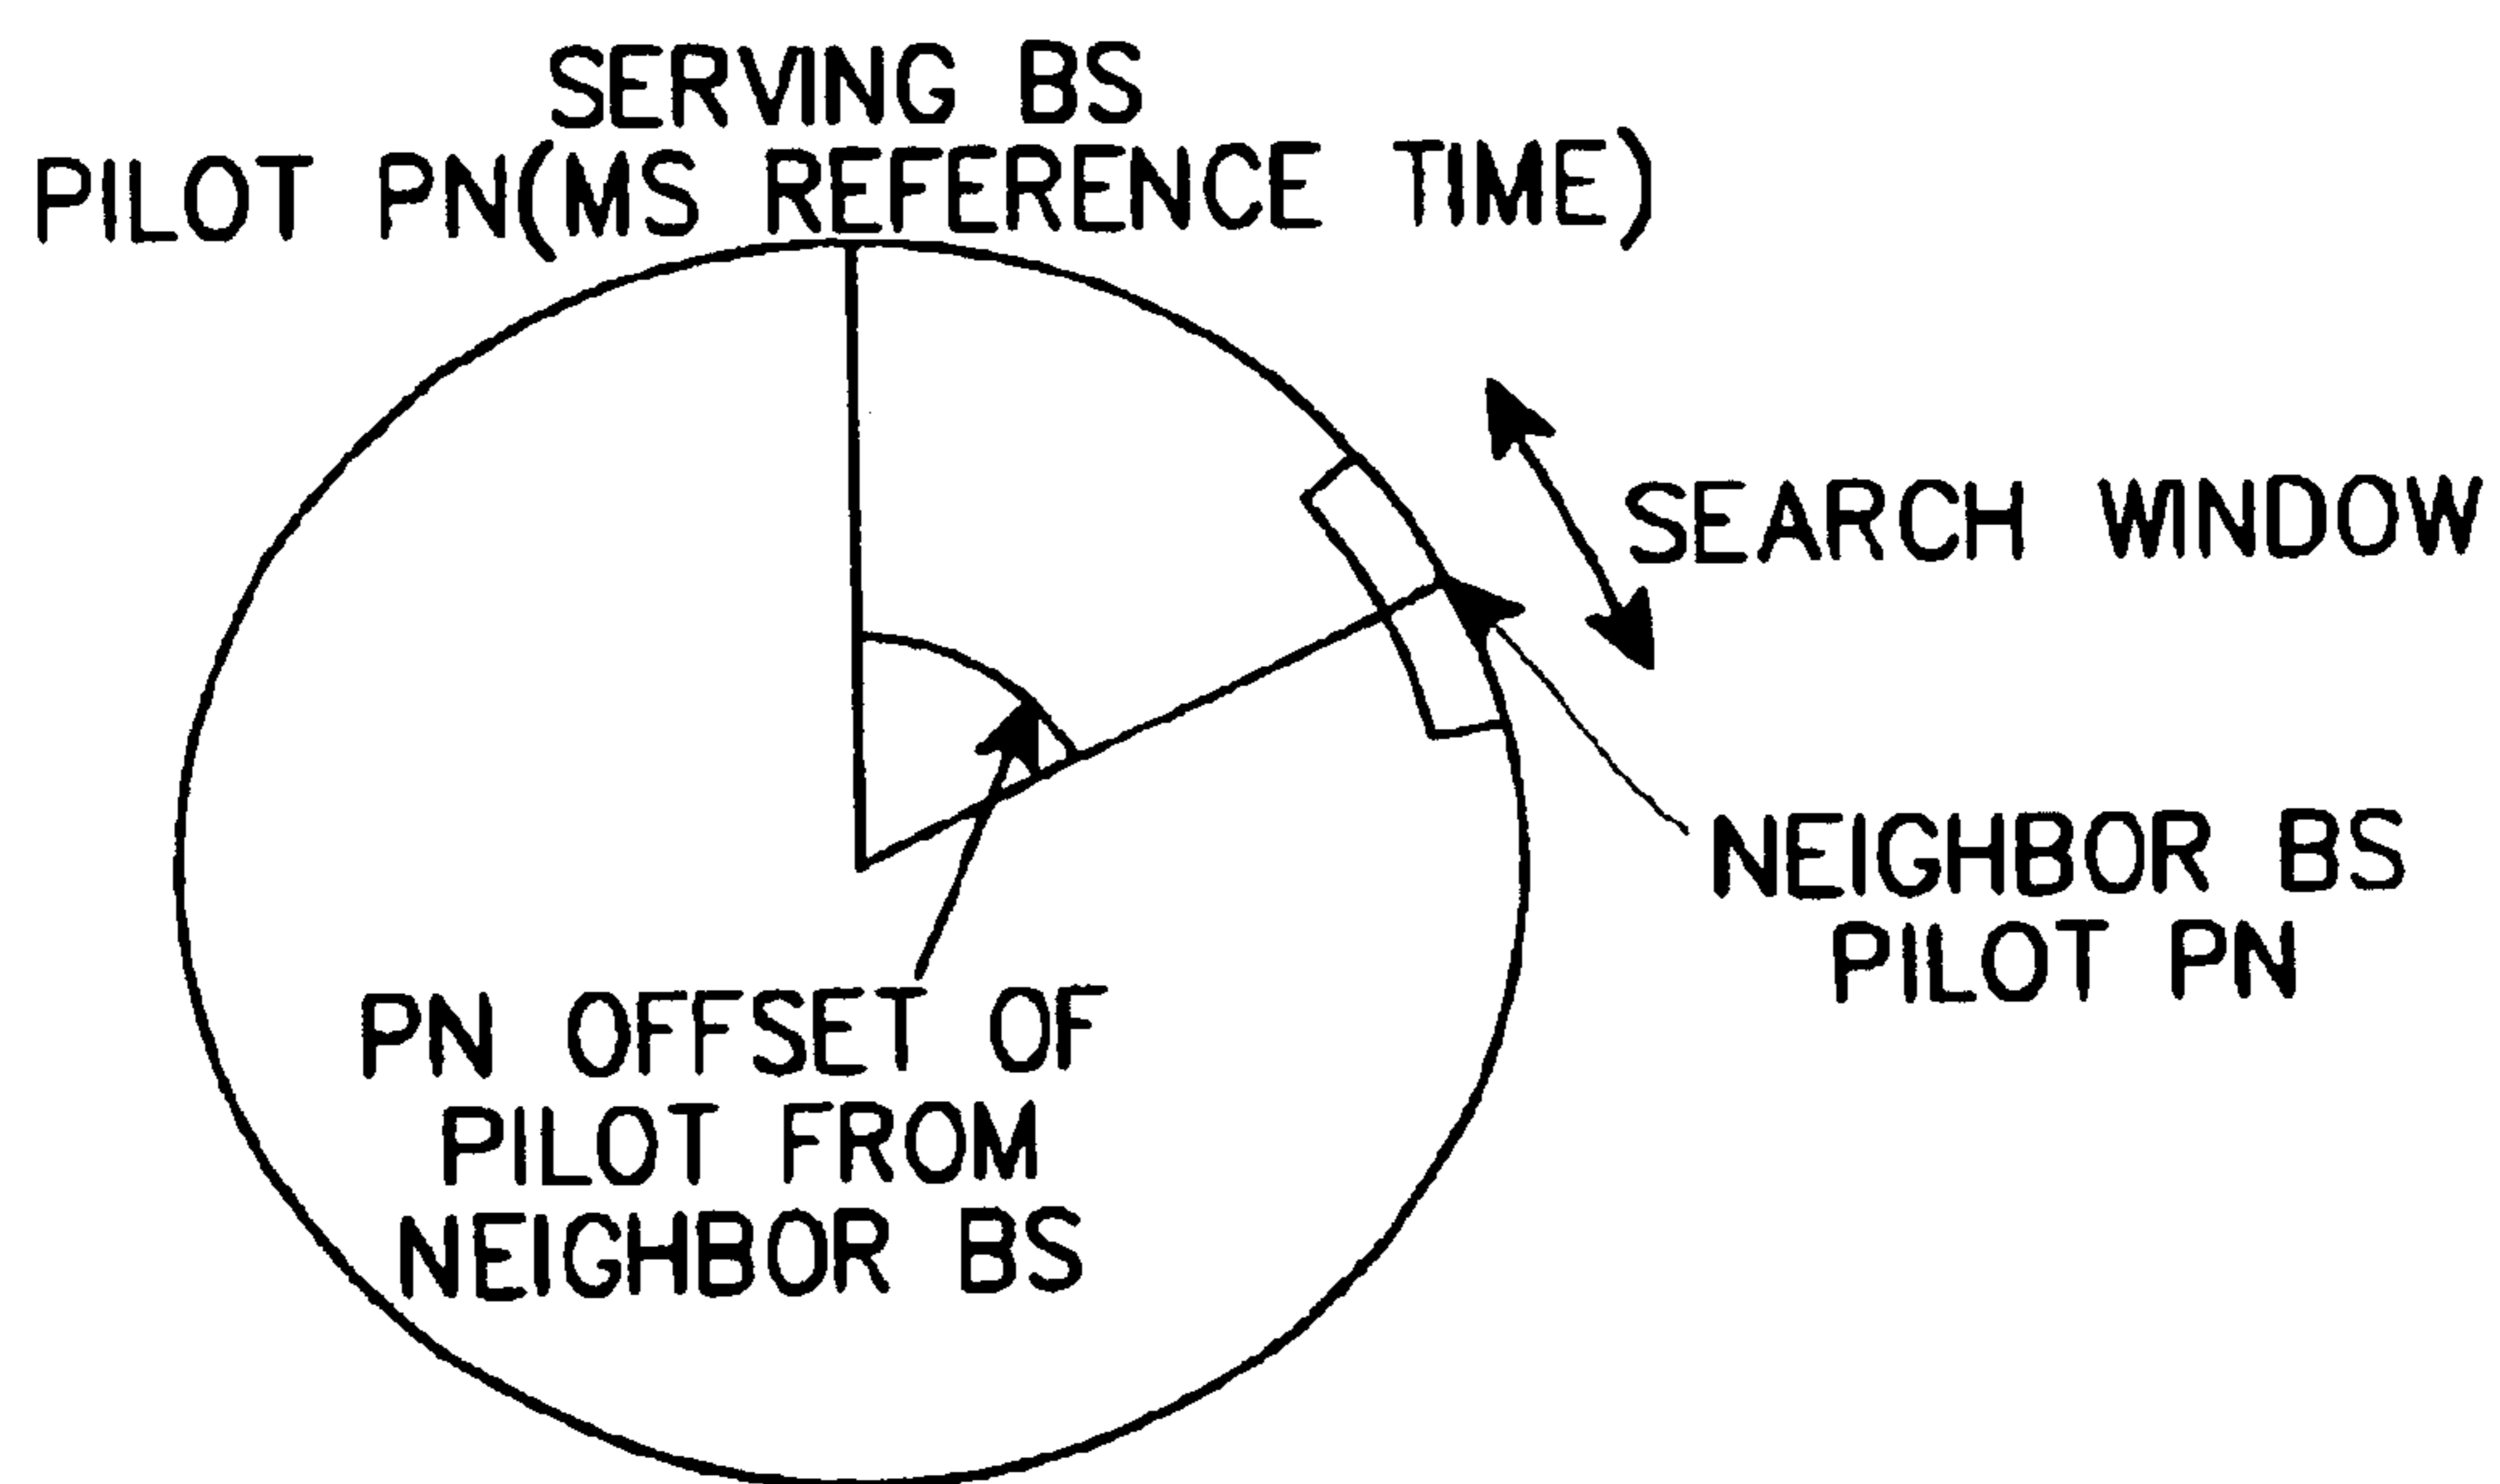 SERVING BS
PILOT PN(MS REFERENCE TIME)
SEARCH WINDOW
NEIGHBOR BS
PILOT PN
PN OFFSET OF
PILOT FROM
NEIGHBOR BS